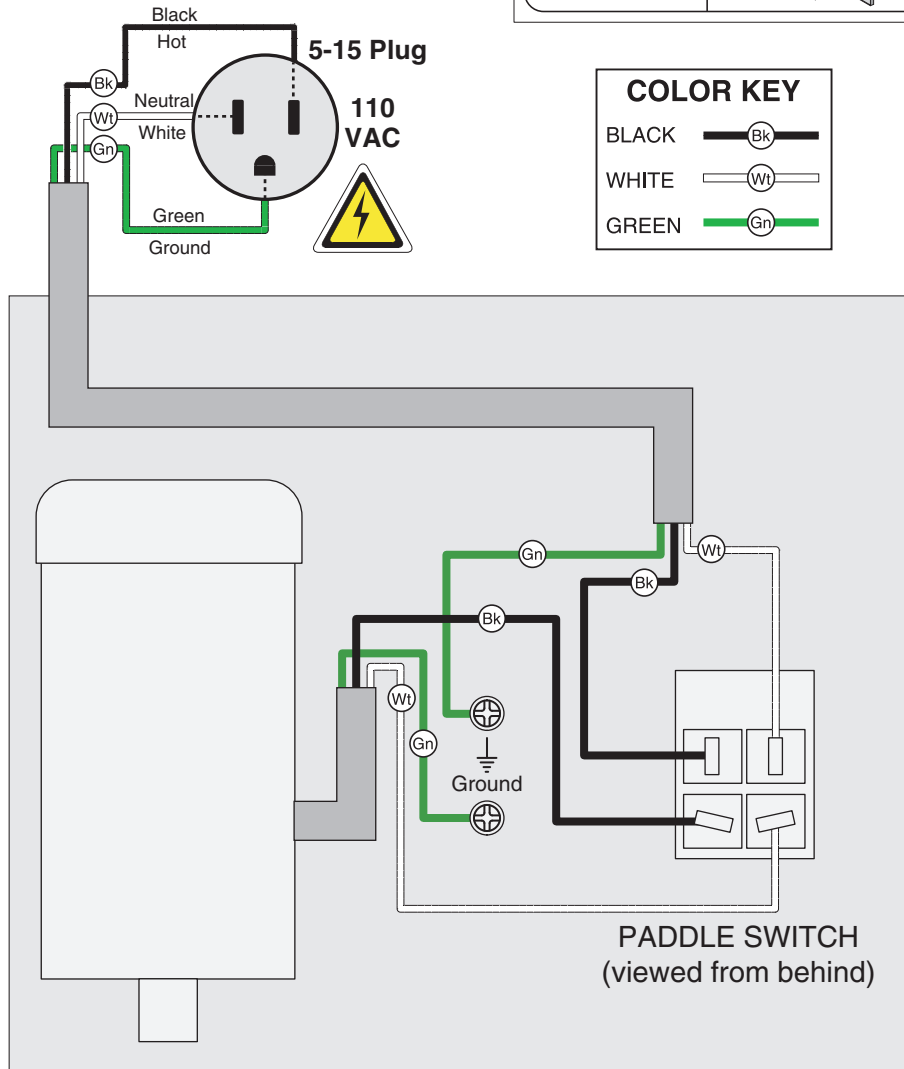 Black
Hot
5-15 Plug
Bk
Neutral
Wt
White
110
VAC
Gn
Green
Ground
COLOR KEY
BLACK Bk
WHITE Wt
GREEN Gn
Gn
Wt
Bk
Bk
Wt
Gn
Ground
PADDLE SWITCH
(viewed from behind)